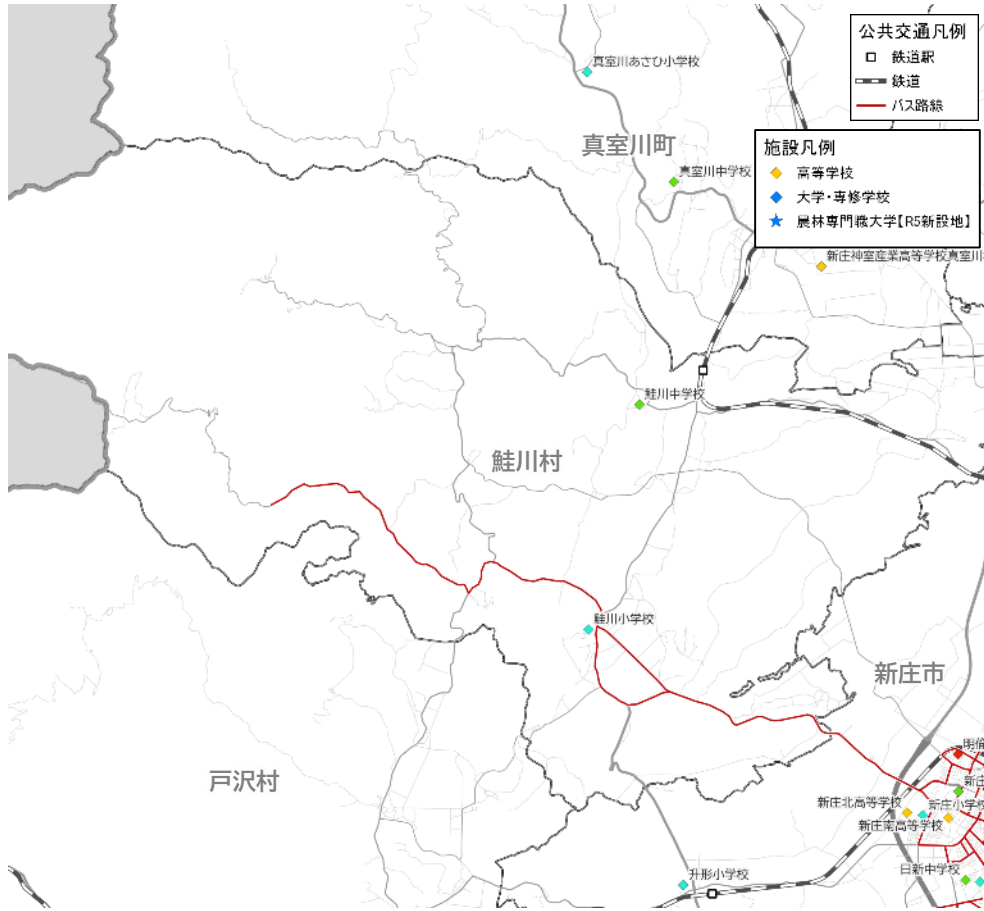 公共交通凡例
鉄道駅
鉄道
バス路線
真室川あさひ小学校
真室川町
施設凡例
高等学校
大学・専修学校
農林専門職大学【R5新設地】
真室川中学校
新庄神室産業高等学校真室川
鮭川中学校
鮭川村
鮭川小学校
新庄市
戸沢村
明倫
新庄
新庄北高等学校
新庄小学校
新庄南高等学校
日新中学校
升形小学校